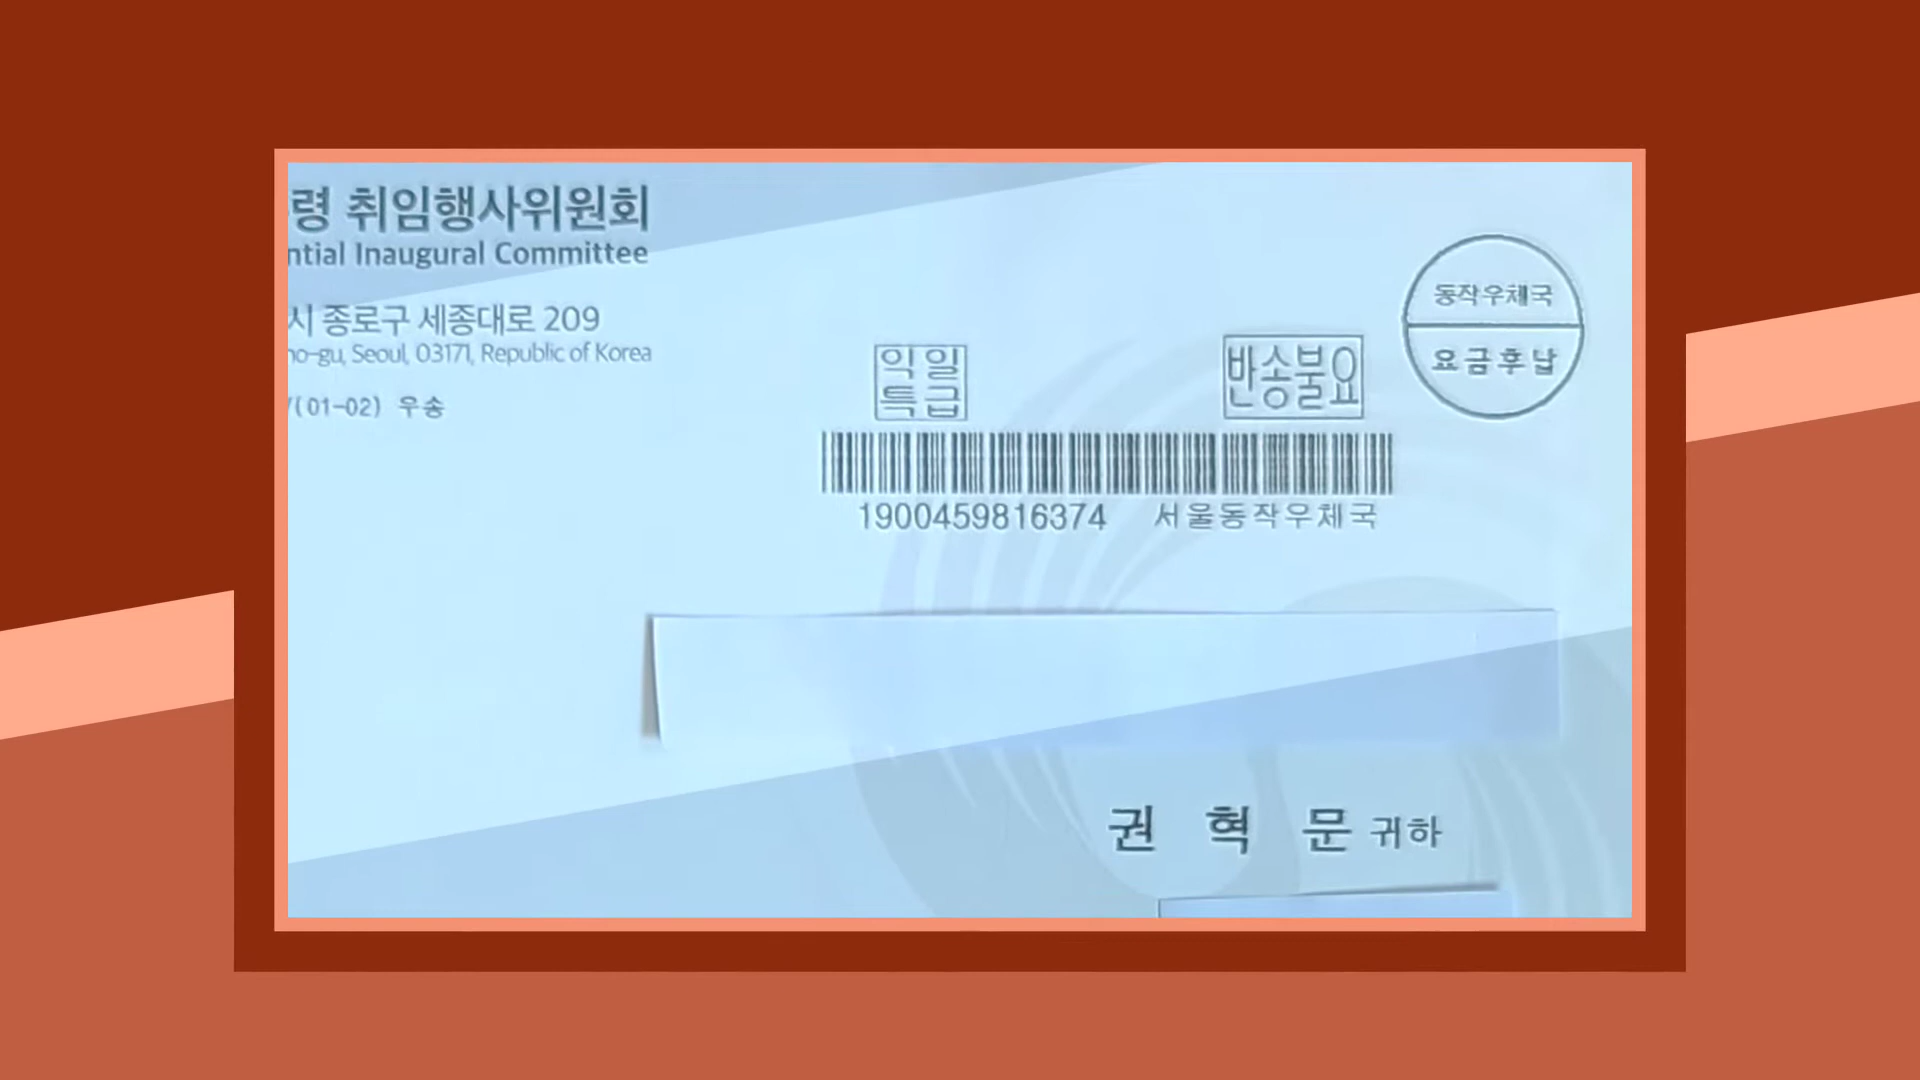 령 취임행사위원회
ntial Inaugural Committee
시 종로구 세종대로 209
no-gu, Seoul, 03171, Republic of Korea
(01-02) 우송
익일
특급
반송불요
동작우체국
요금후납
1900459816374 서울동작우체국
권 혁 문 귀하